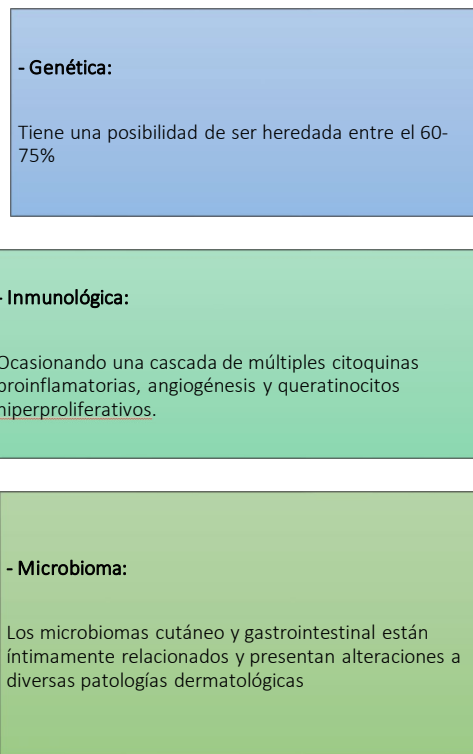 - Genética:
Tiene una posibilidad de ser heredada entre el 60-
75%
- Inmunológica:
Ocasionando una cascada de múltiples citoquinas
proinflamatorias, angiogénesis y queratinocitos
hiperproliferativos.
- Microbioma:
Los microbiomas cutáneo y gastrointestinal están
íntimamente relacionados y presentan alteraciones a
diversas patologías dermatológicas